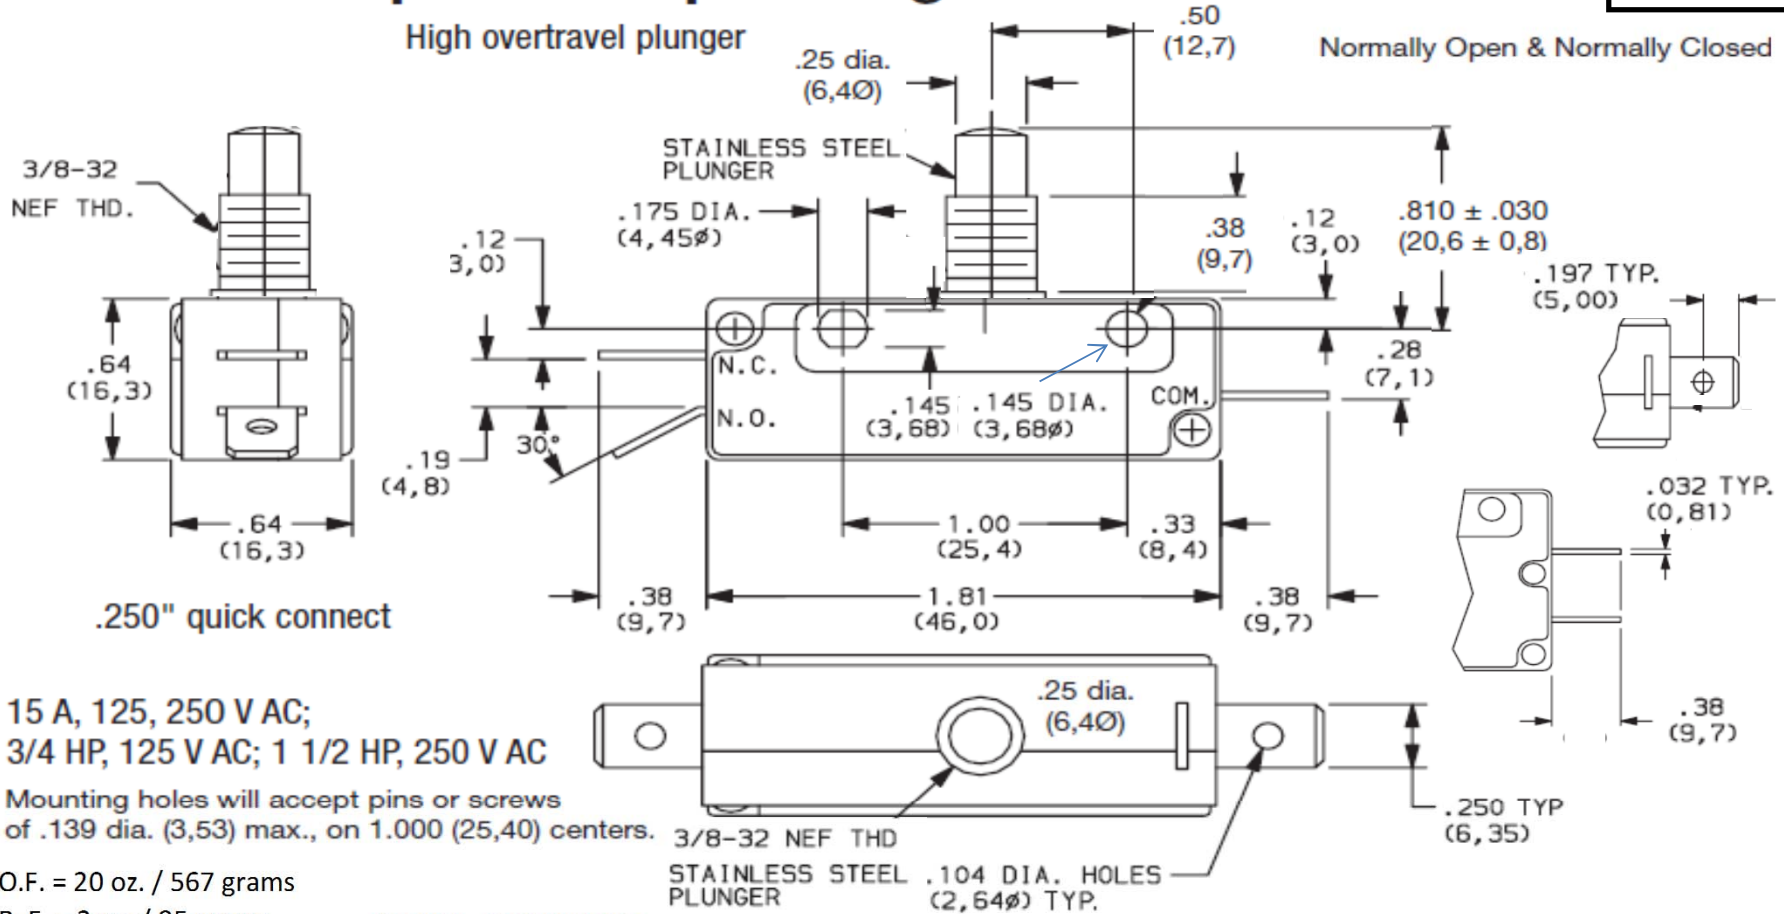 High overtravel plunger
.50
(12,7)
Normally Open & Normally Closed
.25 dia.
(6,4Ø)
STAINLESS STEEL
PLUNGER
3/8-32
NEF THD.
.175 DIA.
(4,45ø)
.12
3,0)
.38
(9,7)
.12
(3,0)
.810 ± .030
(20,6 ± 0,8)
.197 TYP.
(5,00)
.64
(16,3)
N.C.
N.O.
COM.
.28
(7,1)
.145
(3,68)
.145 DIA.
(3,68ø)
30°
.19
(4,8)
.64
(16,3)
1.00
(25,4)
.33
(8,4)
.032 TYP.
(0,81)
.38
(9,7)
1.81
(46,0)
.38
(9,7)
.250" quick connect
.25 dia.
(6,4Ø)
.38
(9,7)
15 A, 125, 250 V AC;
3/4 HP, 125 V AC; 1 1/2 HP, 250 V AC
Mounting holes will accept pins or screws
of .139 dia. (3,53) max., on 1.000 (25,40) centers.
.250 TYP
(6,35)
3/8-32 NEF THD
STAINLESS STEEL
PLUNGER
.104 DIA. HOLES
(2,64ø) TYP.
O.F. = 20 oz. / 567 grams